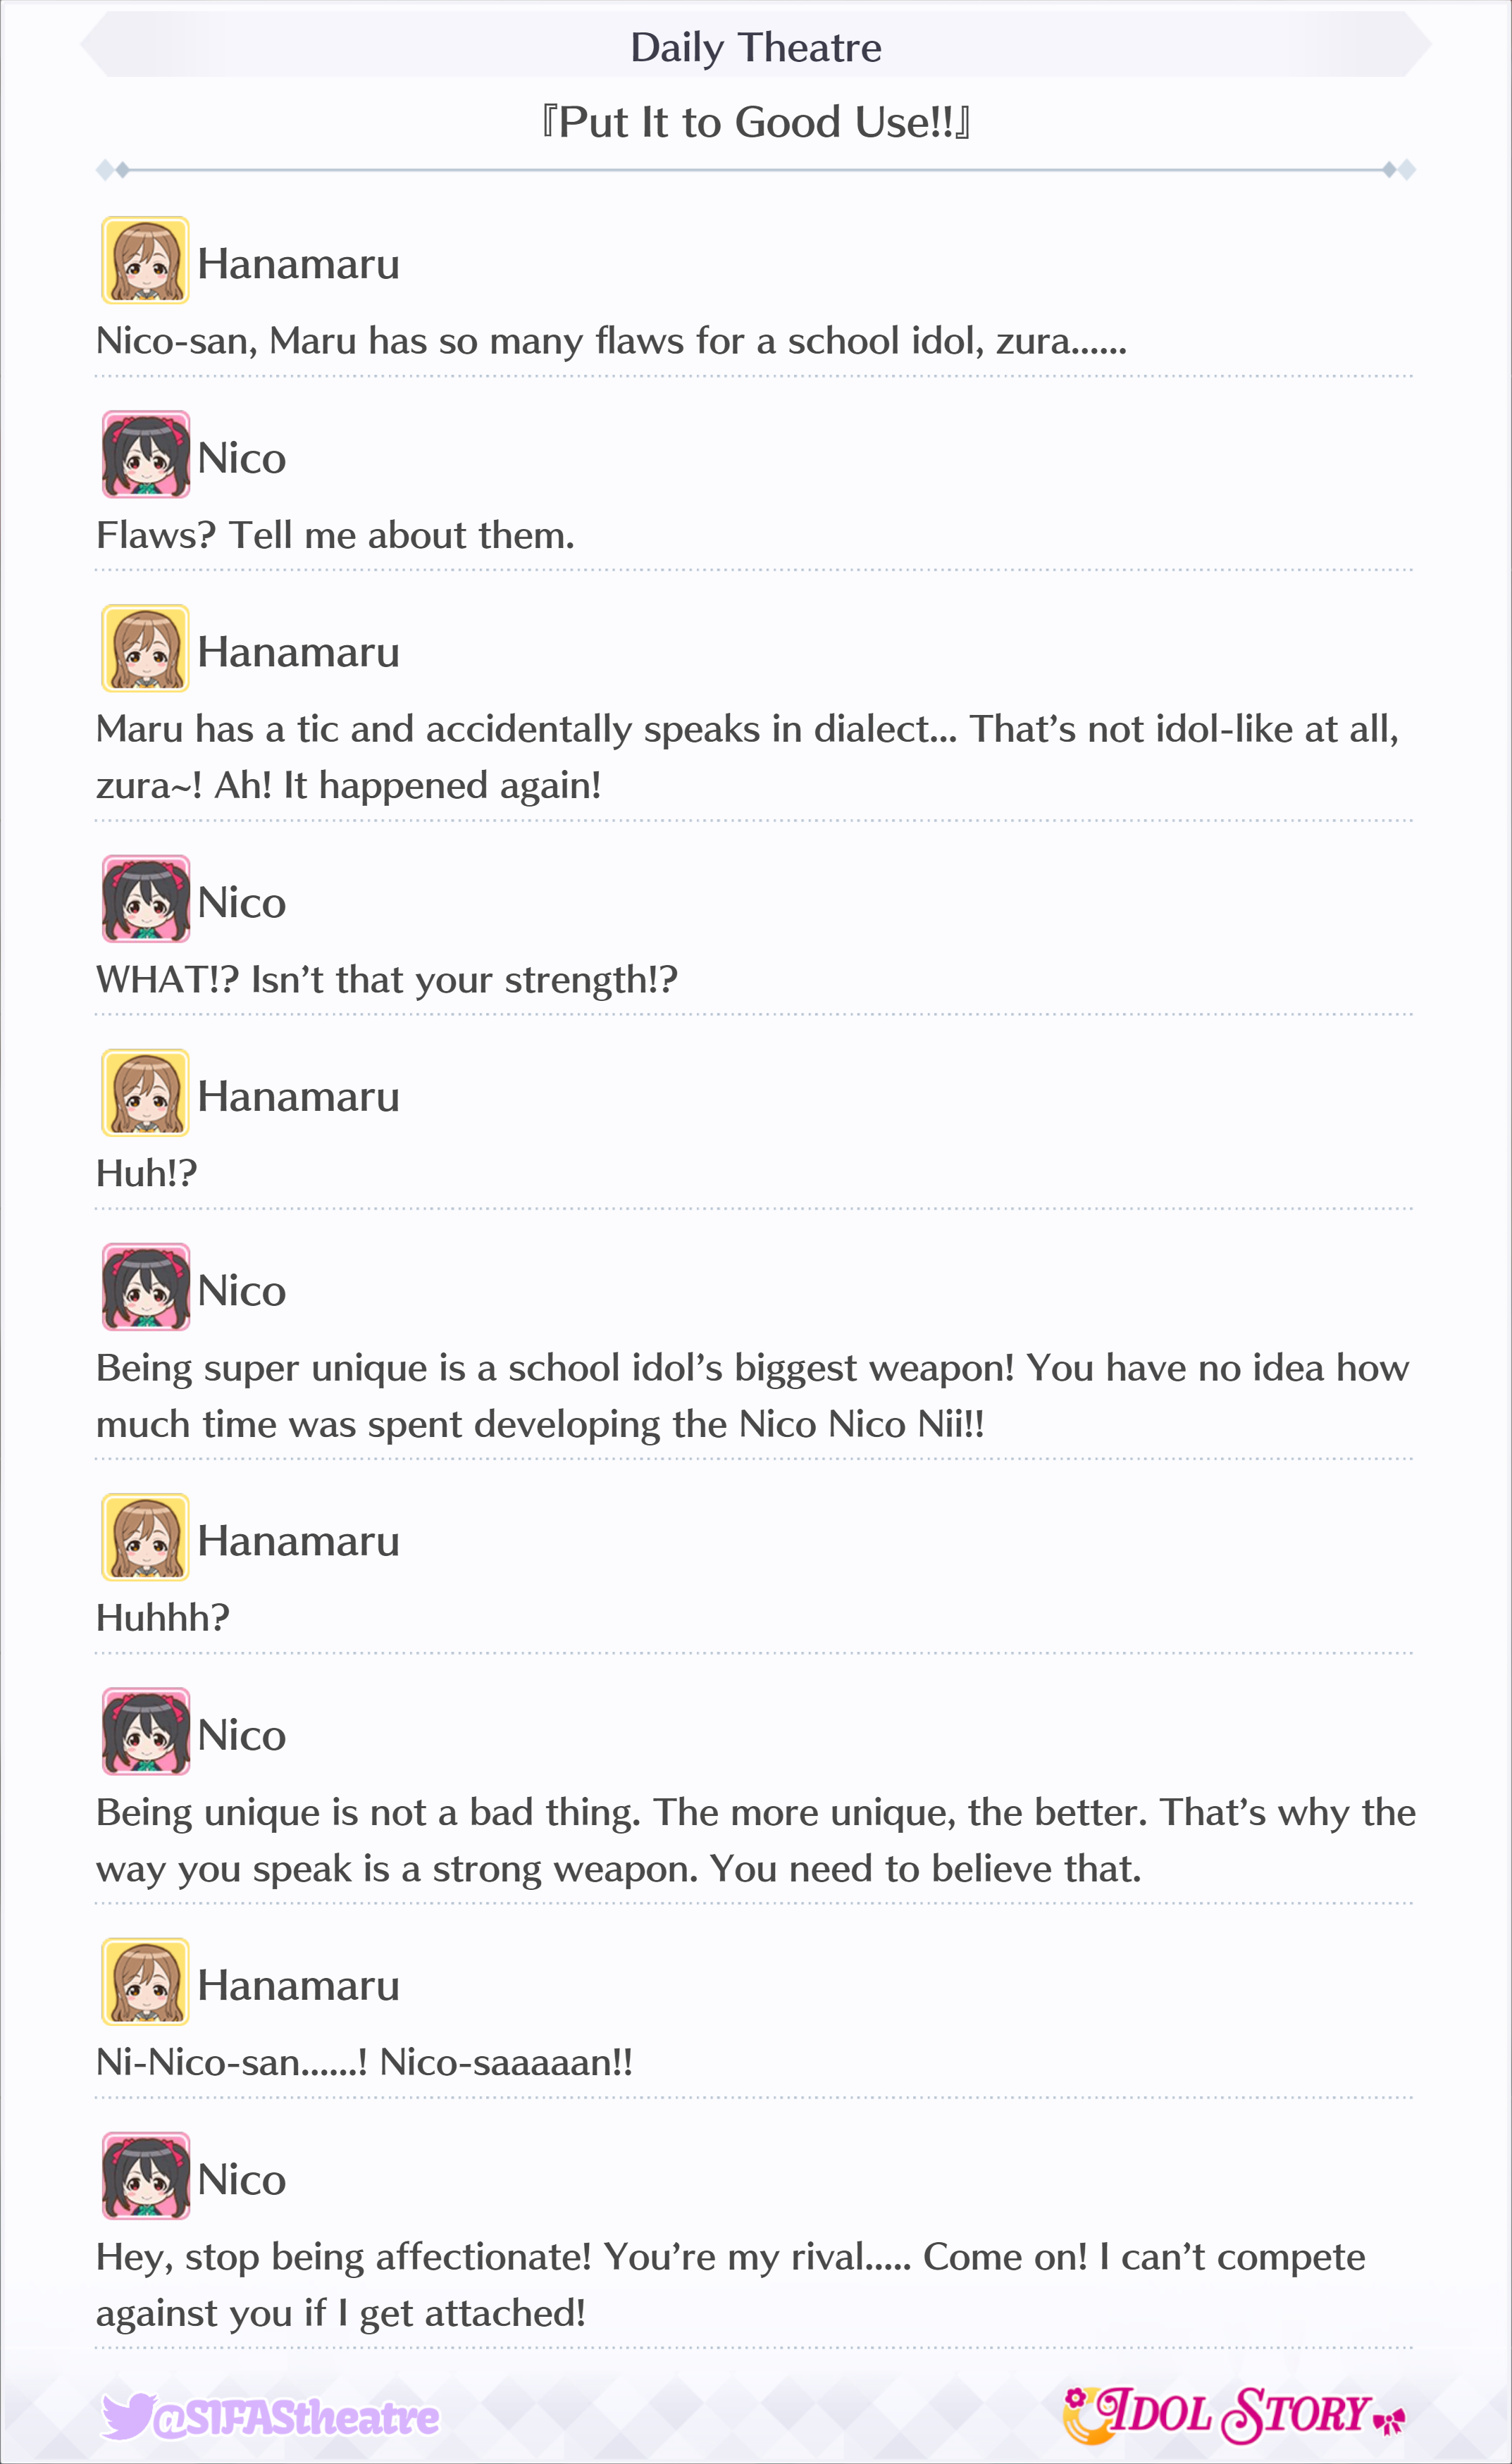 Daily Theatre
『Put It to Good Use!!』
Hanamaru
Nico-san, Maru has so many flaws for a school idol, zura......
Nico
Flaws? Tell me about them.
Hanamaru
Maru has a tic and accidentally speaks in dialect... That’s not idol-like at all,
zura~! Ah! It happened again!
Nico
WHAT!? Isn’t that your strength!?
Hanamaru
Huh!?
Nico
Being super unique is a school idol’s biggest weapon! You have no idea how
much time was spent developing the Nico Nico Nii!!
Hanamaru
Huhhh?
Nico
Being unique is not a bad thing. The more unique, the better. That’s why the
way you speak is a strong weapon. You need to believe that.
Hanamaru
Ni-Nico-san......! Nico-saaaaan!!
Nico
Hey, stop being affectionate! You’re my rival..... Come on! I can’t compete
against you if I get attached!
@SIFAStheatre
IDOL STORY